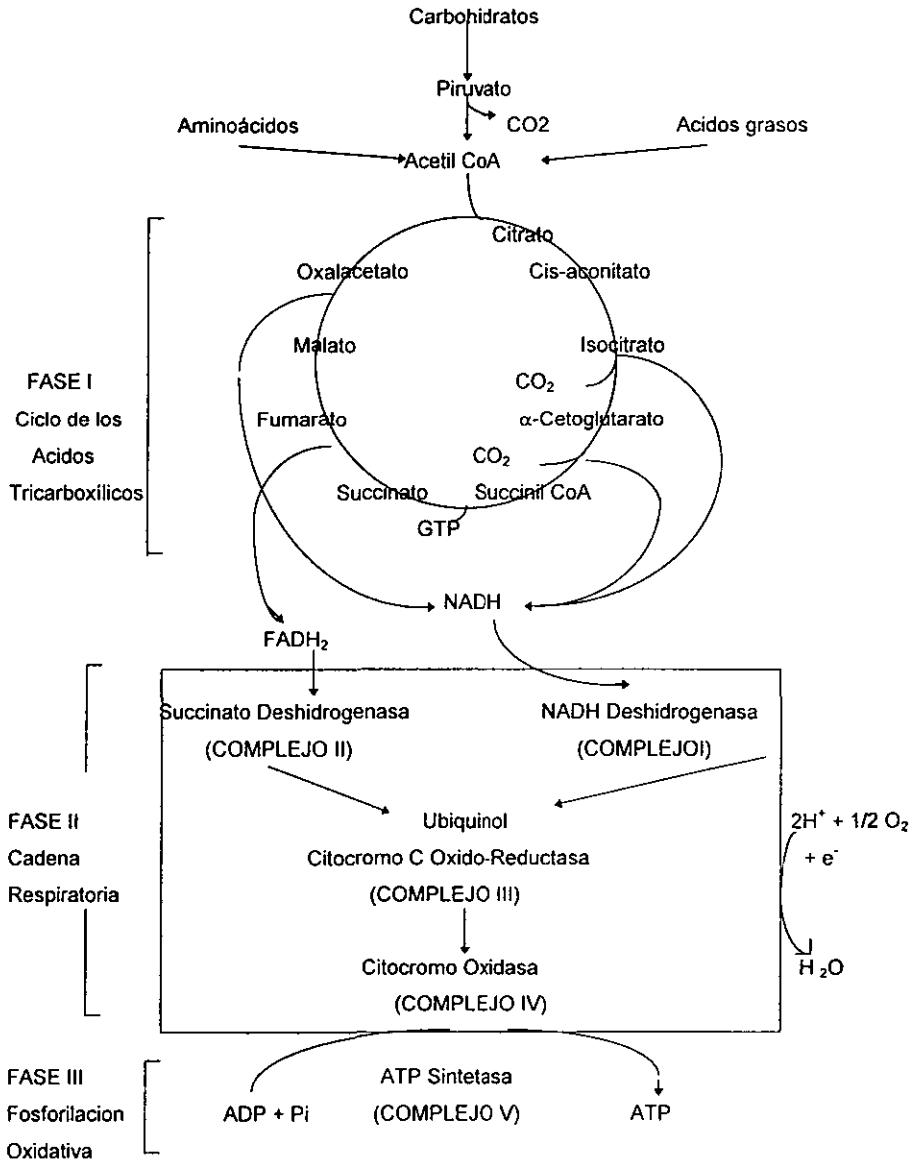 Carbohidratos
Piruvato
CO2
Aminoácidos
Acidos grasos
Acetil CoA
Citrato
Oxalacetato
Cis-aconitato
Malato
Isocitrato
CO₂
FASE I
Ciclo de los
Acidos
Tricarboxílicos
Fumarato
α-Cetoglutarato
CO₂
Succinato
Succinil CoA
GTP
NADH
FADH₂
Succinato Deshidrogenasa
(COMPLEJO II)
NADH Deshidrogenasa
(COMPLEJOI)
FASE II
Cadena
Respiratoria
Ubiquinol
Citocromo C Oxido-Reductasa
(COMPLEJO III)
2H⁺ + 1/2 O₂
+ e⁻
Citocromo Oxidasa
(COMPLEJO IV)
H ₂O
FASE III
Fosforilacion
Oxidativa
ATP Sintetasa
ADP + Pi
(COMPLEJO V)
ATP